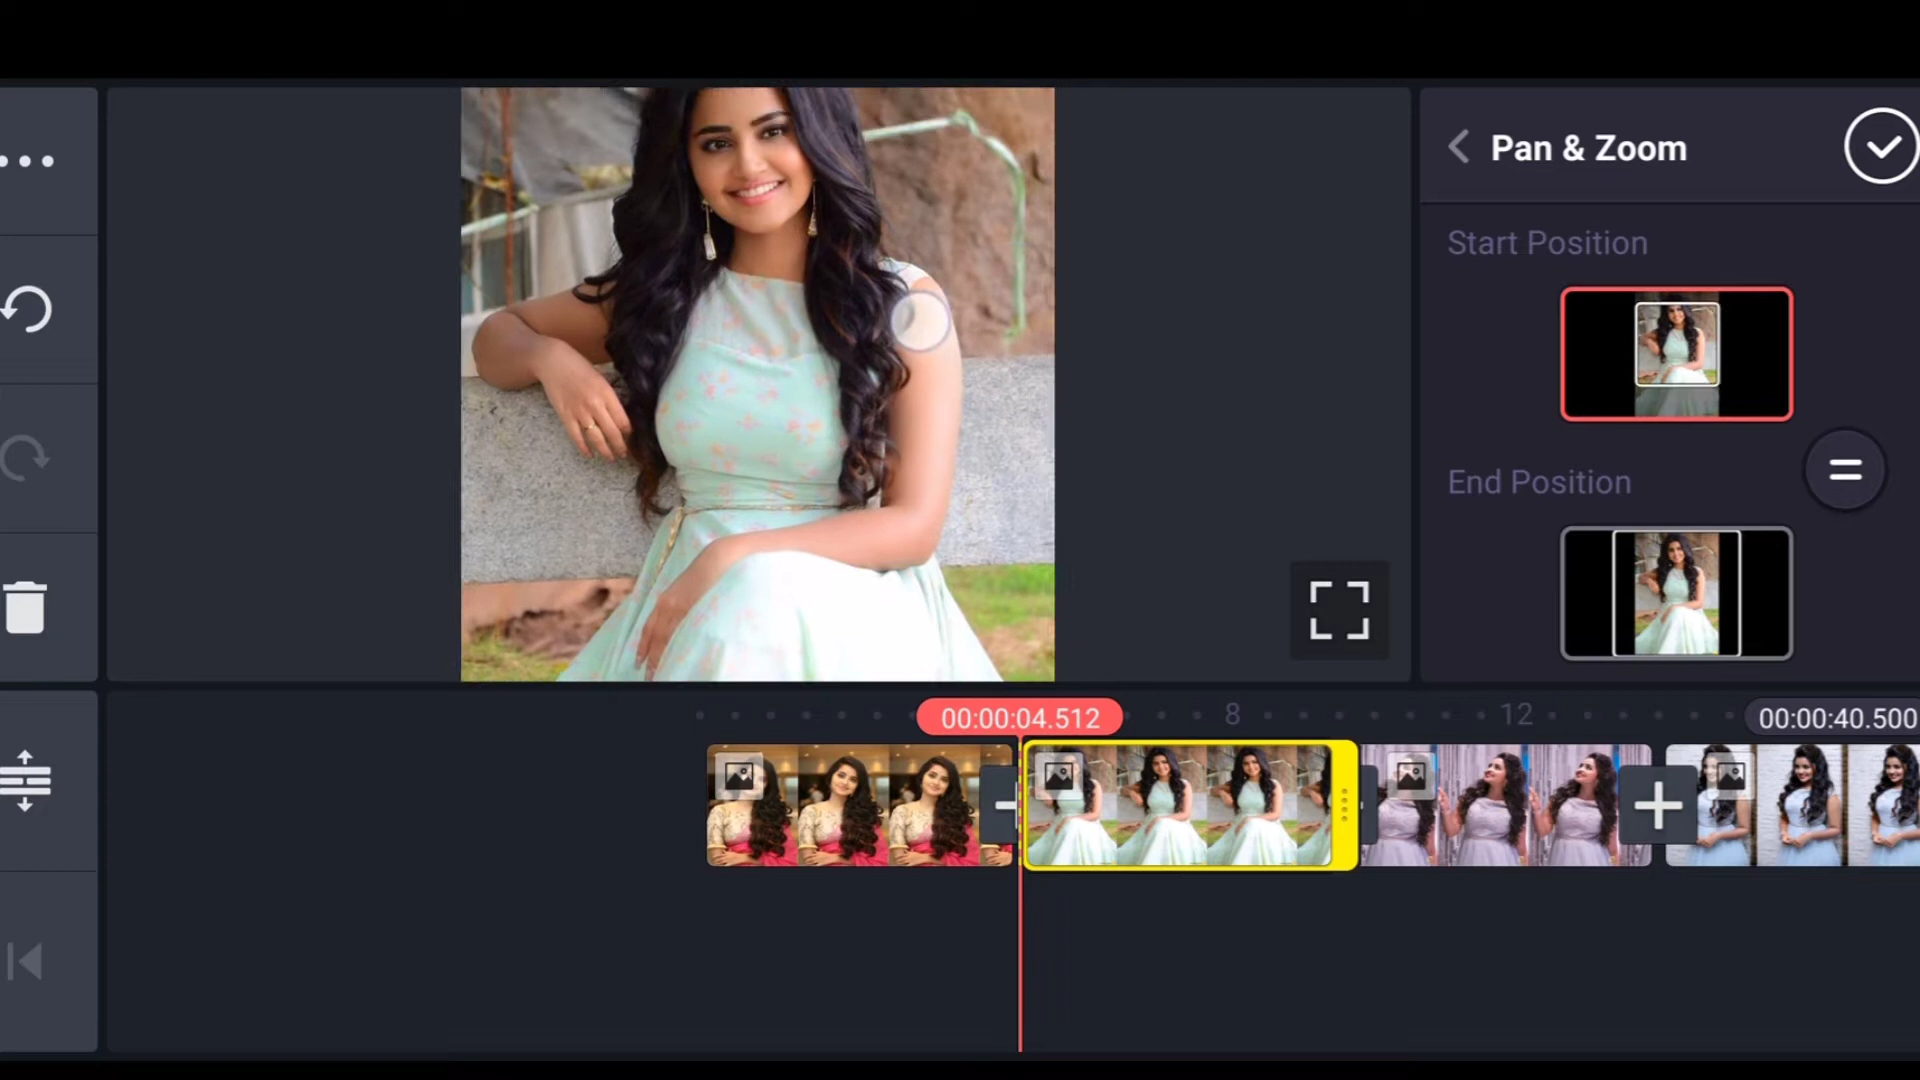 Pan & Zoom
Start Position
End Position
00:00:04.512
8
12
00:00:40.500